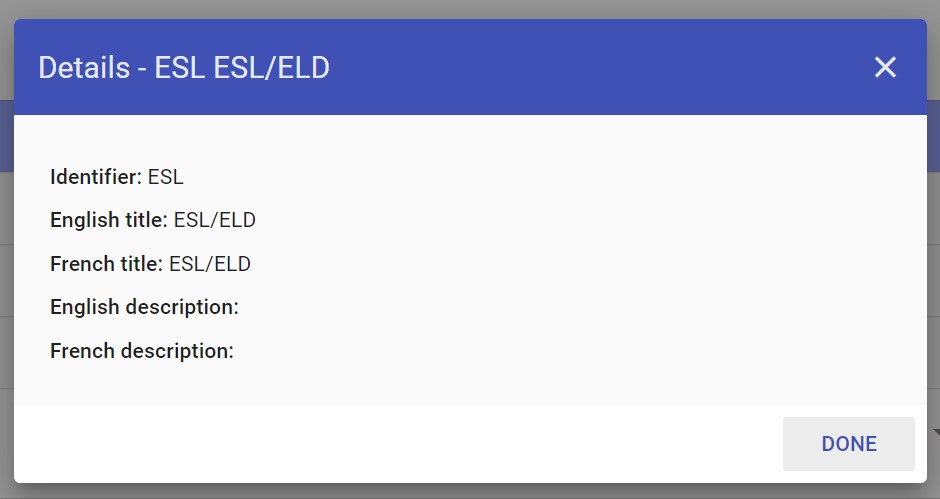 Details - ESL ESL/ELD
Identifier: ESL
English title: ESL/ELD
French title: ESL/ELD
English description:
French description:
DONE